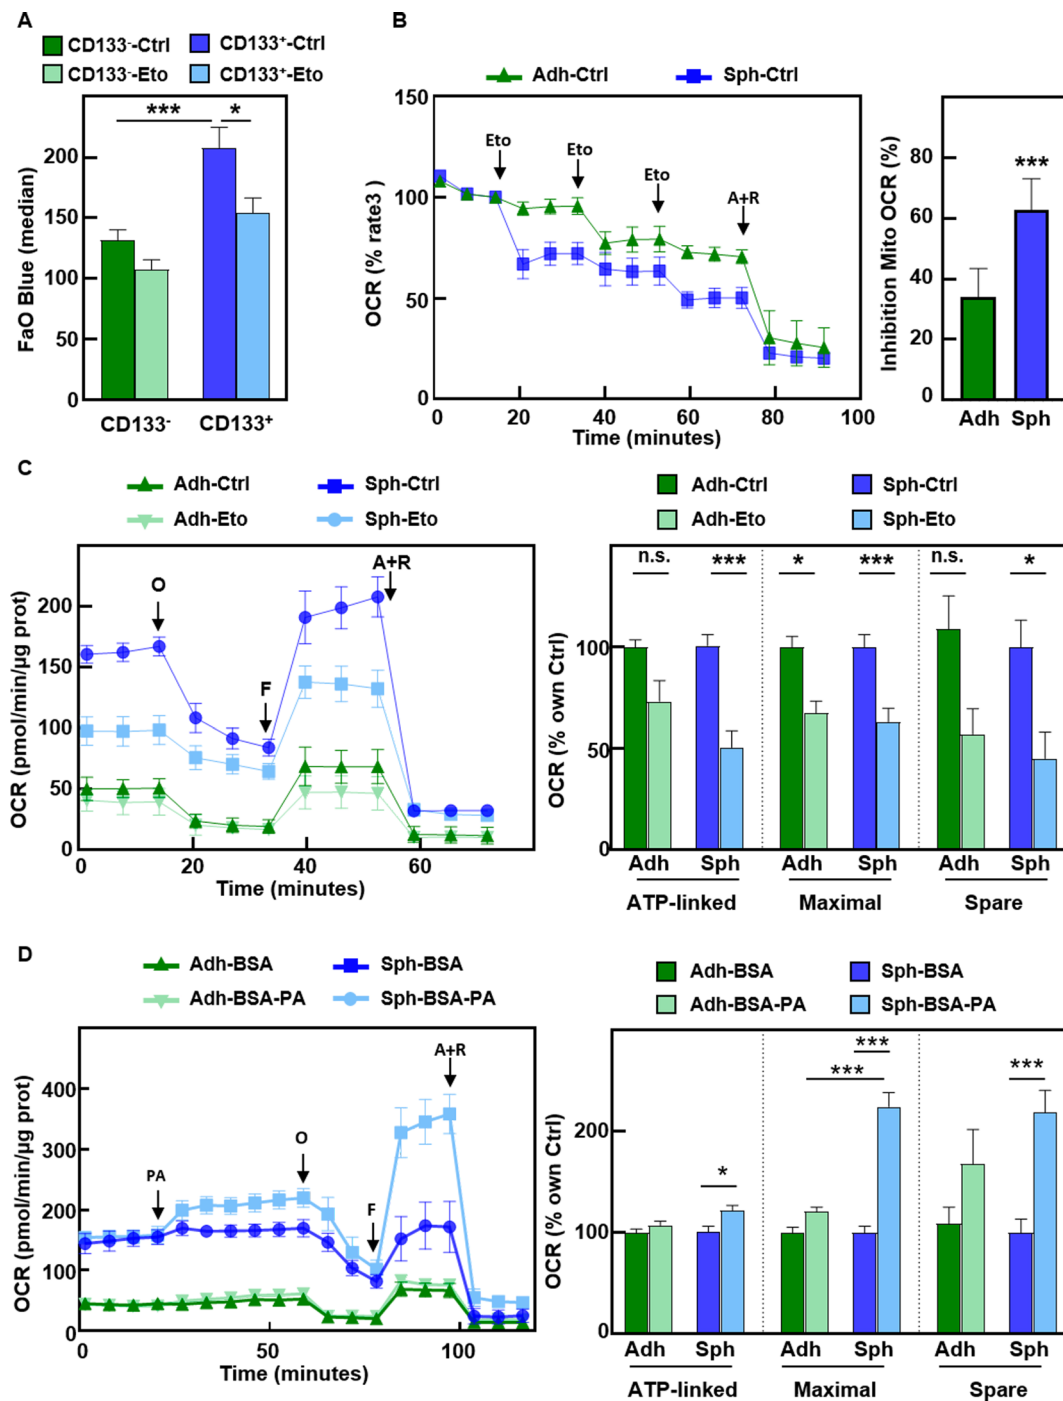 A
CD133⁻-Ctrl
CD133⁺-Ctrl
CD133⁻-Eto
CD133⁺-Eto
*** *
FaO Blue (median)
200
150
100
50
0
CD133⁻
CD133⁺
B
Adh-Ctrl
Sph-Ctrl
OCR (% rate3 )
150
100
50
0
Eto
Eto
Eto
A+R
0 20 40 60 80 100
Time (minutes)
Inhibition Mito OCR (%)
80
60
40
20
0
***
Adh Sph
C
Adh-Ctrl
Sph-Ctrl
Adh-Eto
Sph-Eto
OCR (pmol/min/µg prot)
200
150
100
50
0
O
F
A+R
0 20 40 60
Time (minutes)
Adh-Ctrl
Sph-Ctrl
Adh-Eto
Sph-Eto
OCR (% own Ctrl)
100
50
0
n.s. *** * *** n.s. *
Adh Sph Adh Sph Adh Sph
ATP-linked Maximal Spare
D
Adh-BSA
Sph-BSA
Adh-BSA-PA
Sph-BSA-PA
OCR (pmol/min/µg prot)
400
300
200
100
0
PA
O
F
A+R
0 50 100
Time (minutes)
Adh-BSA
Sph-BSA
Adh-BSA-PA
Sph-BSA-PA
OCR (% own Ctrl)
200
100
0
*
***
***
***
Adh Sph Adh Sph Adh Sph
ATP-linked Maximal Spare